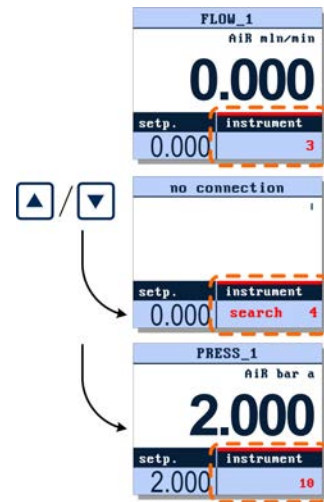 FLOW_1
AiR mln/min
0.000
setp. instrument
0.000 3
/
no connection
setp. instrument
0.000 search 4
PRESS_1
AiR bar a
2.000
setp. instrument
2.000 10